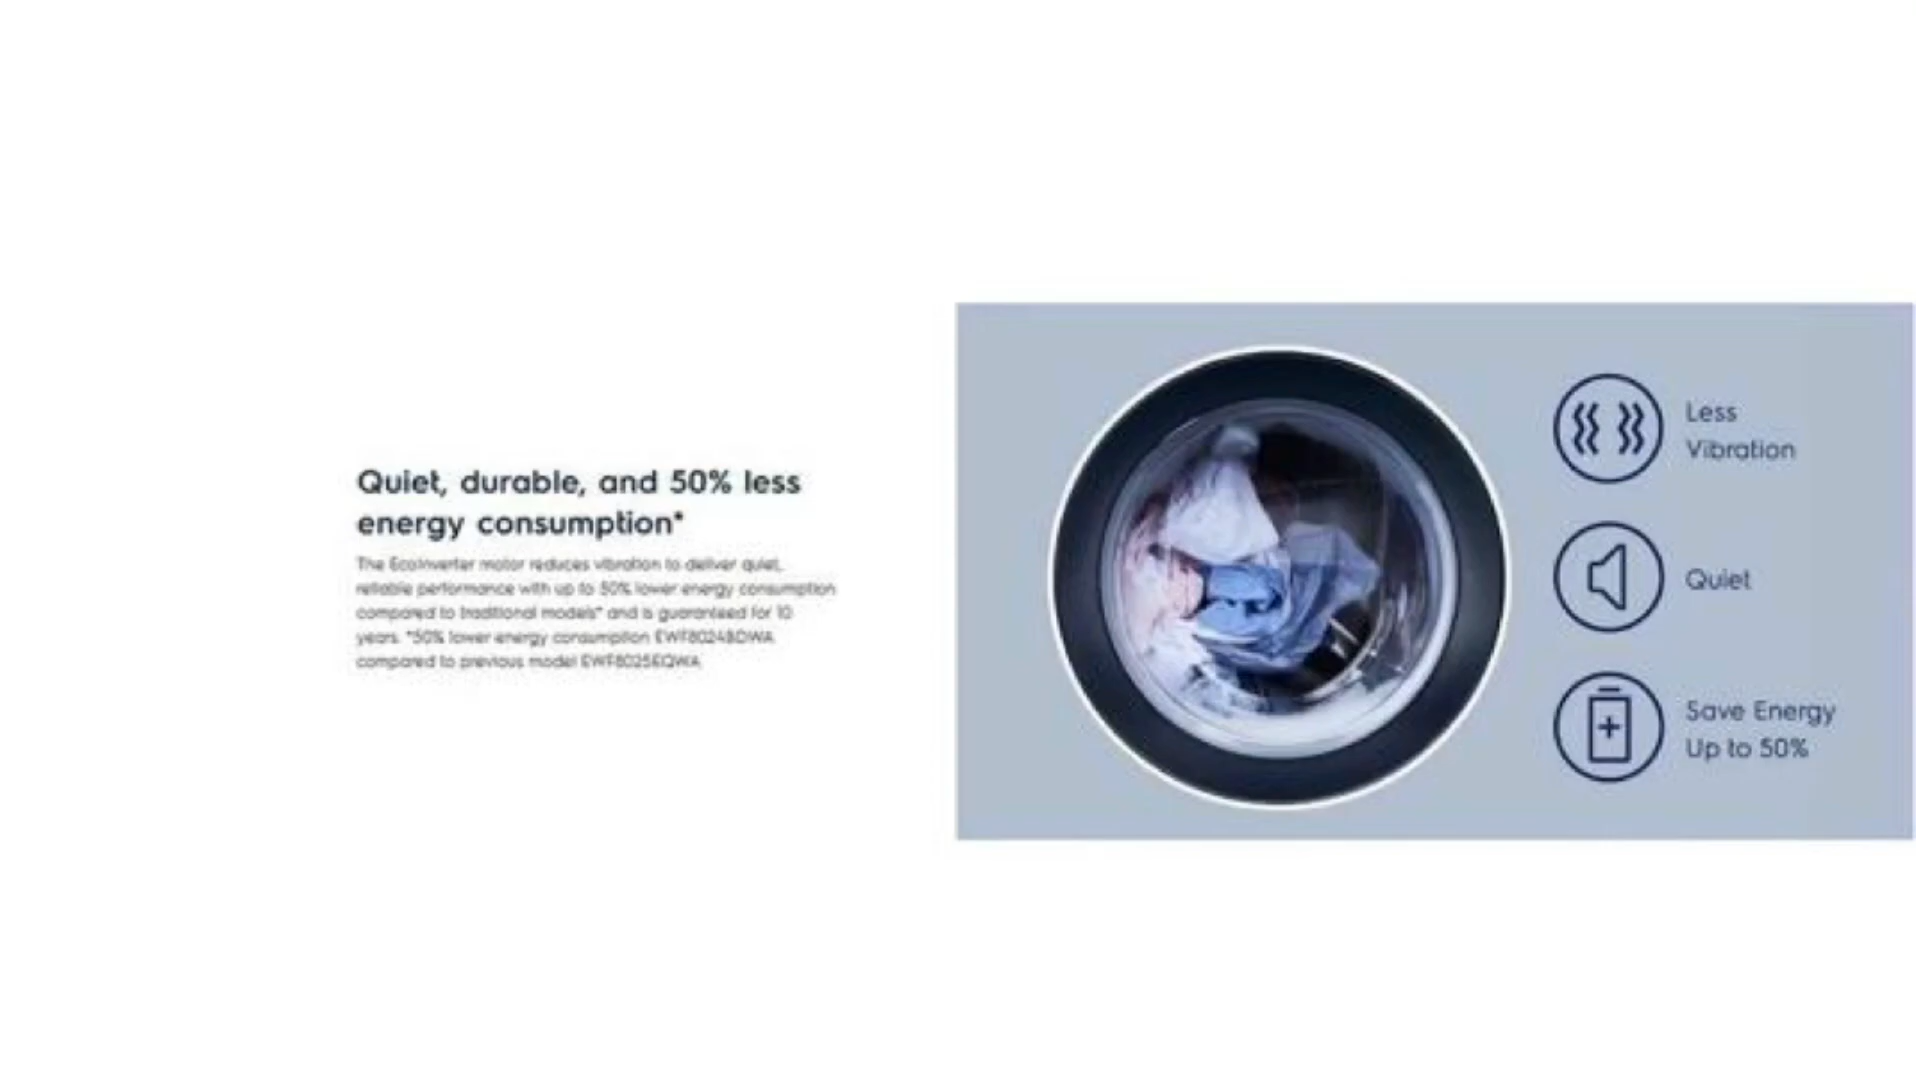 Quiet, durable, and 50% less
energy consumption*
The EcoInverter motor reduces vibration to deliver quiet,
reliable performance with up to 50% lower energy consumption
compared to traditional models* and is guaranteed for 10
years. *50% lower energy consumption EWF8024BDWA
compared to previous model EWF8025EQWA
Less
Vibration
Quiet
Save Energy
Up to 50%